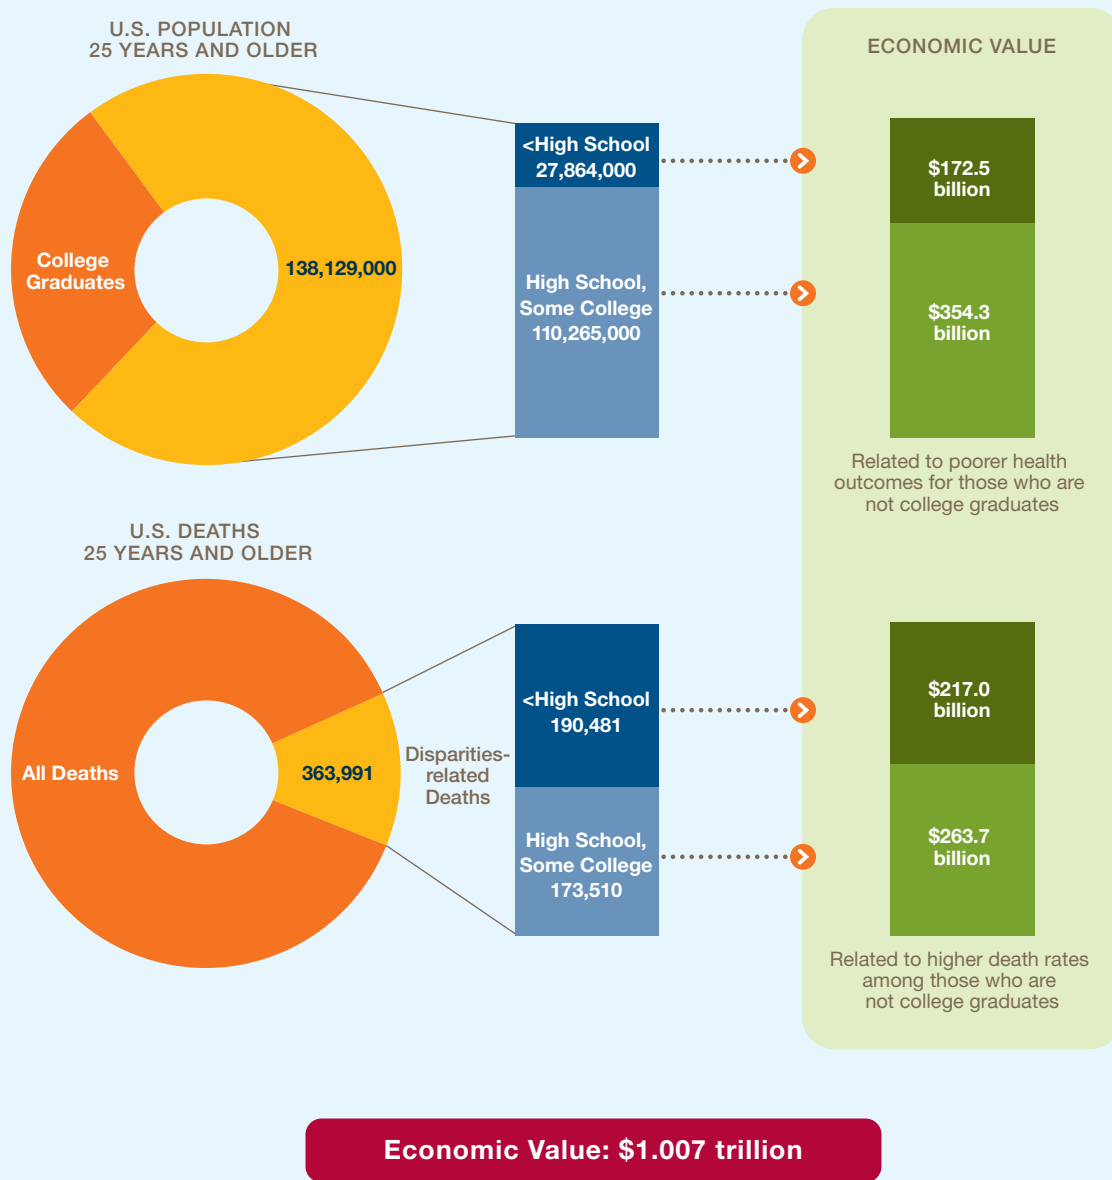 U.S. POPULATION
25 YEARS AND OLDER
ECONOMIC VALUE
College
Graduates
138,129,000
<High School
27,864,000
High School,
Some College
110,265,000
$172.5
billion
$354.3
billion
Related to poorer health
outcomes for those who are
not college graduates
U.S. DEATHS
25 YEARS AND OLDER
All Deaths
363,991
Disparities-
related
Deaths
<High School
190,481
High School,
Some College
173,510
$217.0
billion
$263.7
billion
Related to higher death rates
among those who are
not college graduates
Economic Value: $1.007 trillion